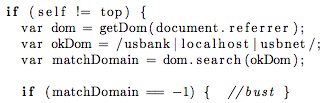 if (self != top) {
var dom = getDom(document.referrer);
var okDom = /usbank|localhost|usbnet/;
var matchDomain = dom.search(okDom);
if (matchDomain == -1) { //bust }